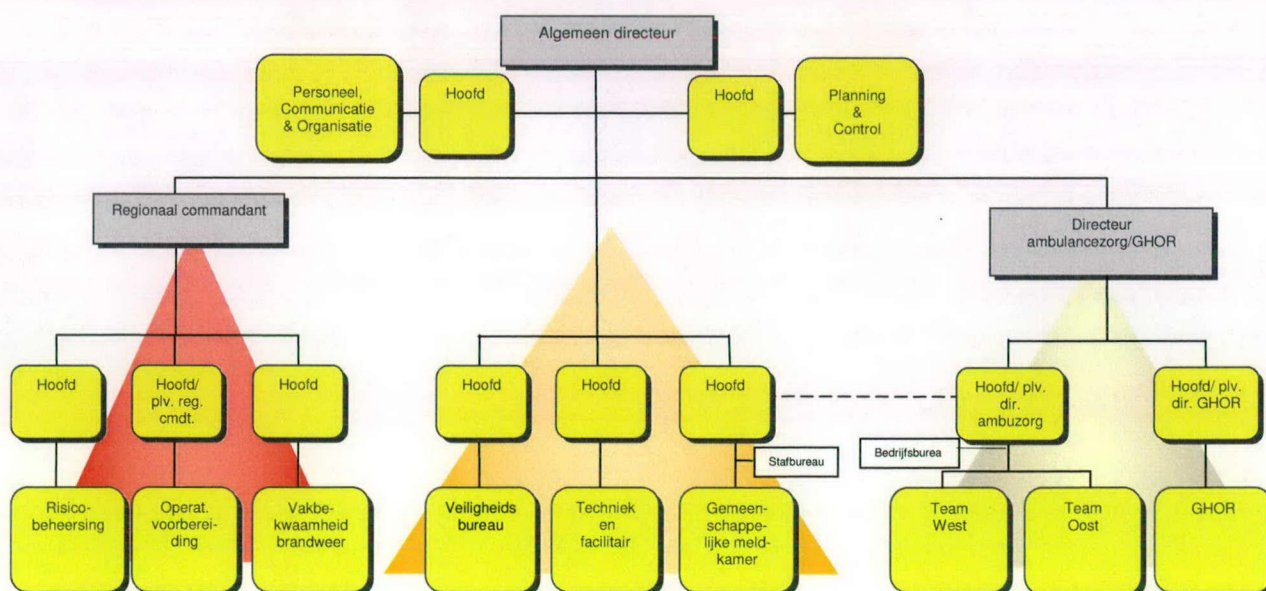 Algemeen directeur
Personeel,
Communicatie
& Organisatie
Hoofd
Hoofd
Planning
&
Control
Regionaal commandant
Directeur
ambulancezorg/GHOR
Hoofd
Hoofd/
plv. reg.
cmdt.
Hoofd
Hoofd
Hoofd
Hoofd
Hoofd/ plv.
dir.
ambuzorg
Hoofd/ plv.
dir. GHOR
Stafbureau
Bedrijfsburea
Risico-
beheersing
Operat.
voorberei-
ding
Vakbe-
kwaamheid
brandweer
Veiligheids
bureau
Techniek
en
facilitair
Gemeen-
schappe-
lijke meld-
kamer
Team
West
Team
Oost
GHOR